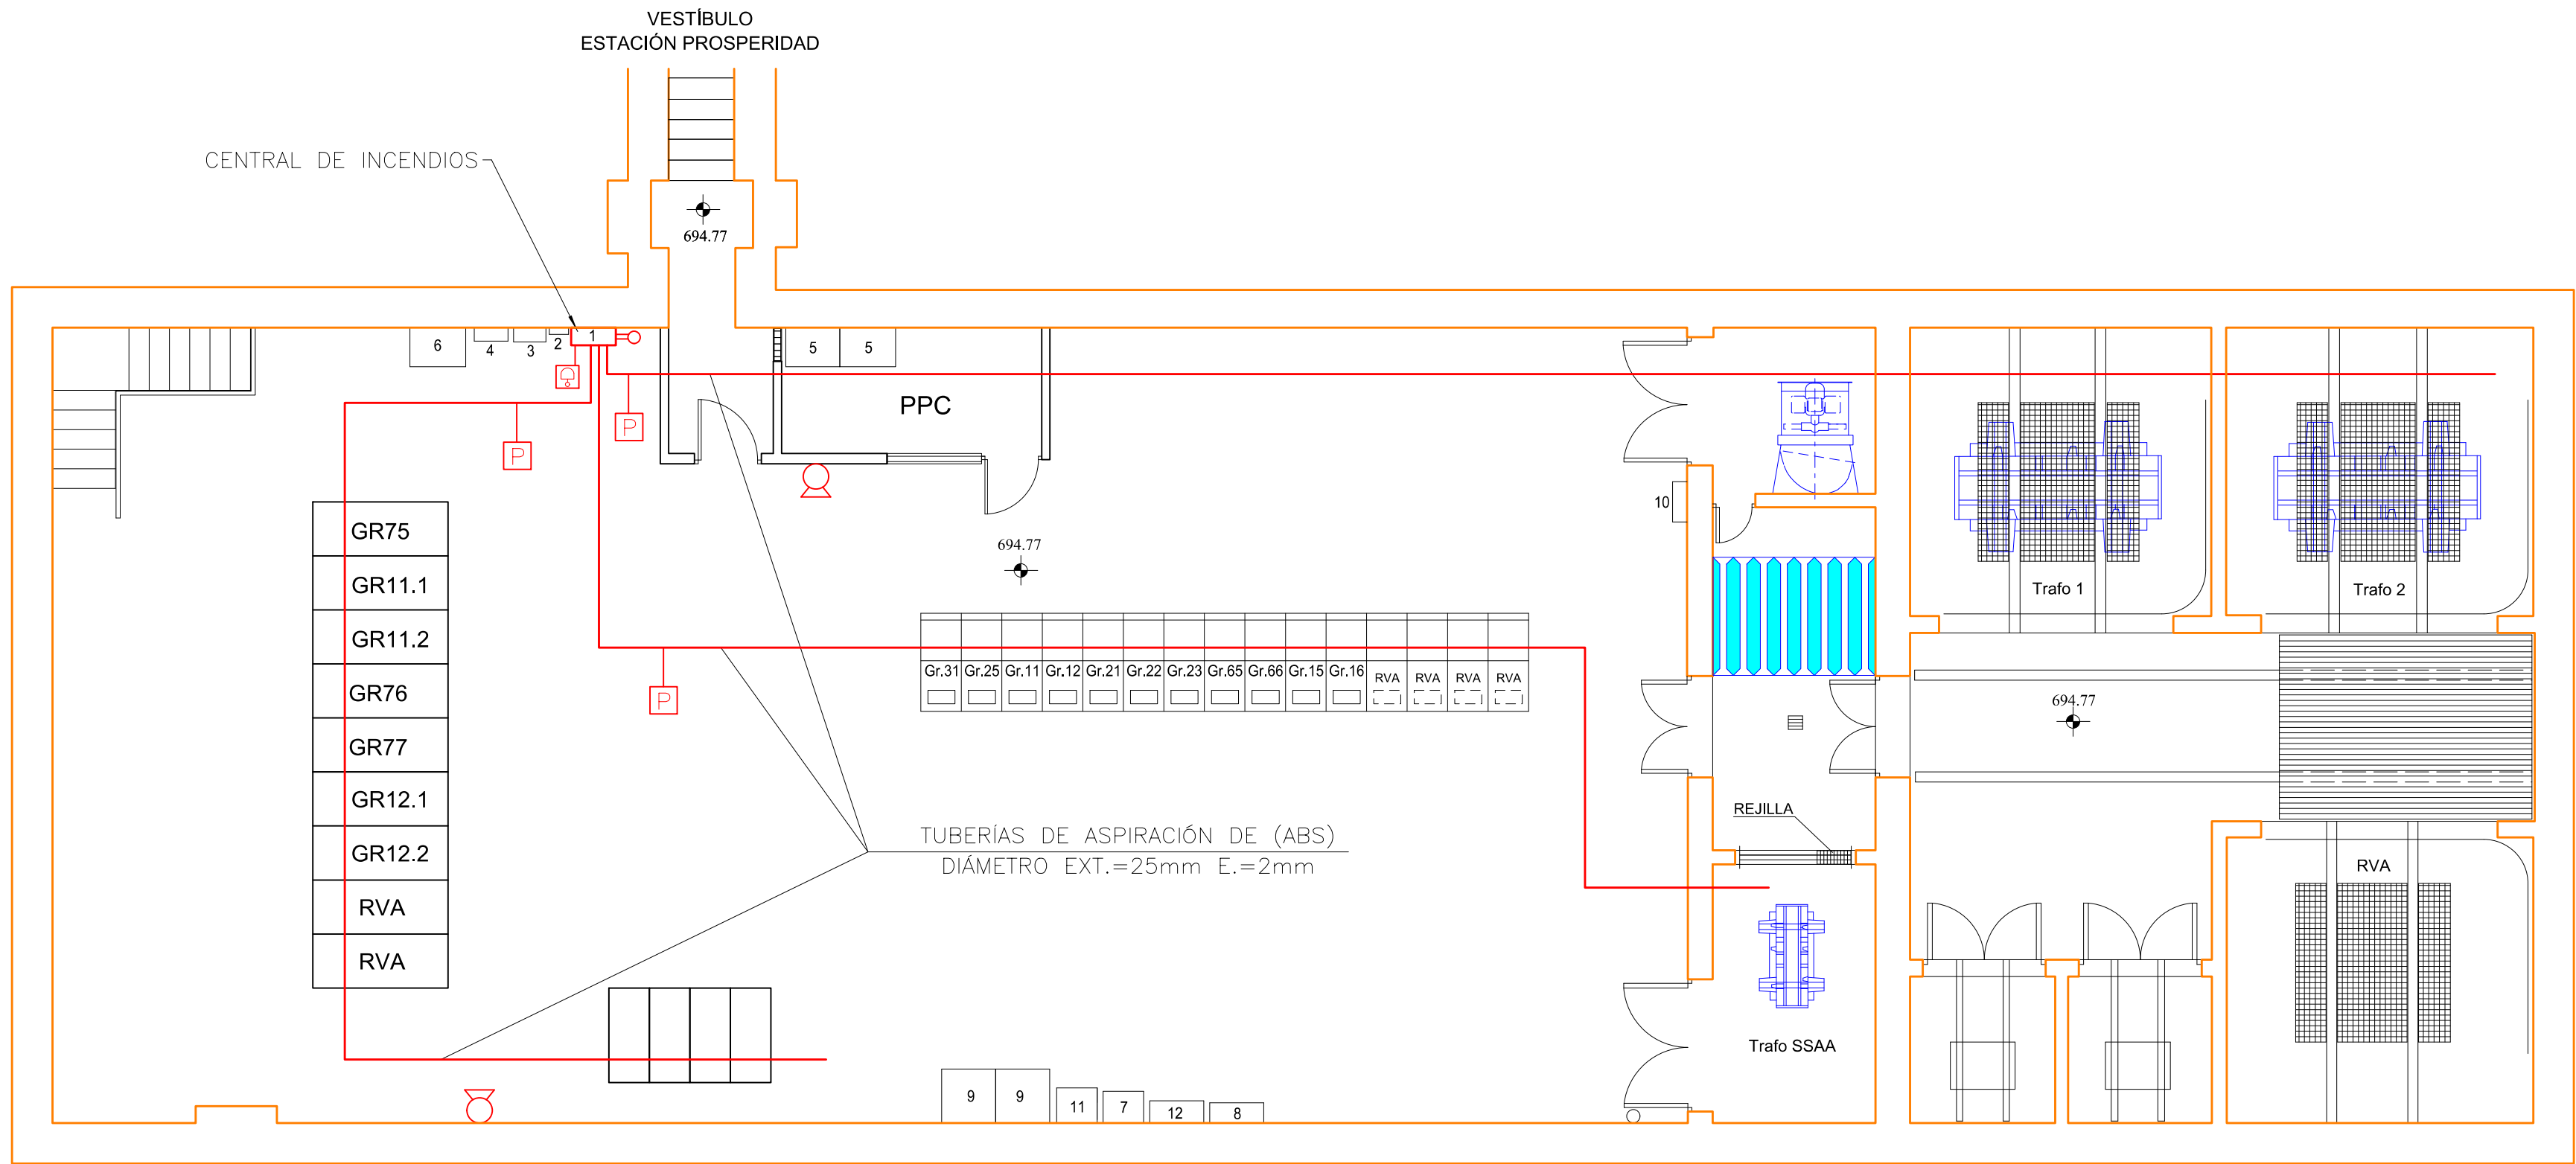 VESTÍBULO
ESTACIÓN PROSPERIDAD
CENTRAL DE INCENDIOS
694.77
6
4
3
2
1
5
5
PPC
P
P
10
GR75
GR11.1
GR11.2
GR76
GR77
GR12.1
GR12.2
RVA
RVA
694.77
Trafo 1
Trafo 2
Gr.31 Gr.25 Gr.11 Gr.12 Gr.21 Gr.22 Gr.23 Gr.65 Gr.66 Gr.15 Gr.16 RVA RVA RVA RVA
P
694.77
REJILLA
TUBERÍAS DE ASPIRACIÓN DE (ABS)
DIÁMETRO EXT.=25mm E.=2mm
RVA
Trafo SSAA
9
9
11
7
12
8